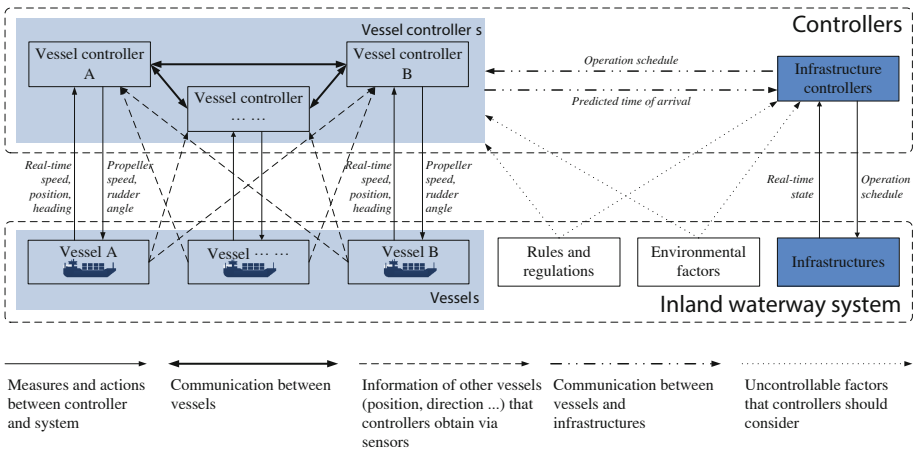 Vessel controller s
Controllers
Vessel controller
A
Vessel controller
B
Vessel controller
... ...
Operation schedule
Predicted time of arrival
Infrastructure
controllers
Real-time
speed,
position,
heading
Propeller
speed,
rudder
angle
Real-time
speed,
position,
heading
Propeller
speed,
rudder
angle
Real-time
state
Operation
schedule
Vessel A
Vessel ... ...
Vessel B
Vessels
Rules and
regulations
Environmental
factors
Infrastructures
Inland waterway system
Measures and actions
between controller
and system
Communication between
vessels
Information of other vessels
(position, direction ...) that
controllers obtain via
sensors
Communication between
vessels and
infrastructures
Uncontrollable factors
that controllers should
consider